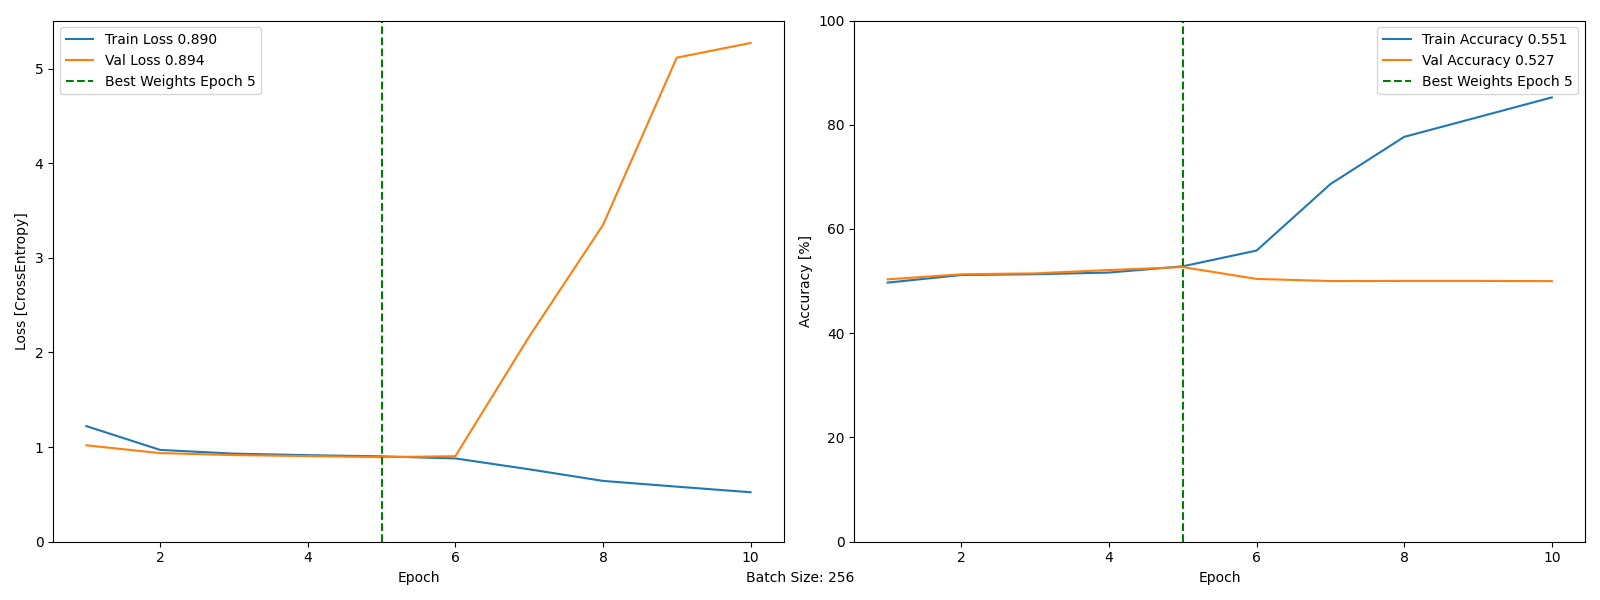 Train Loss 0.890
Val Loss 0.894
Best Weights Epoch 5
Loss [CrossEntropy]
5
4
3
2
1
0
2
4
6
8
10
Epoch
Train Accuracy 0.551
Val Accuracy 0.527
Best Weights Epoch 5
Accuracy [%]
100
80
60
40
20
0
2
4
6
8
10
Epoch
Batch Size: 256